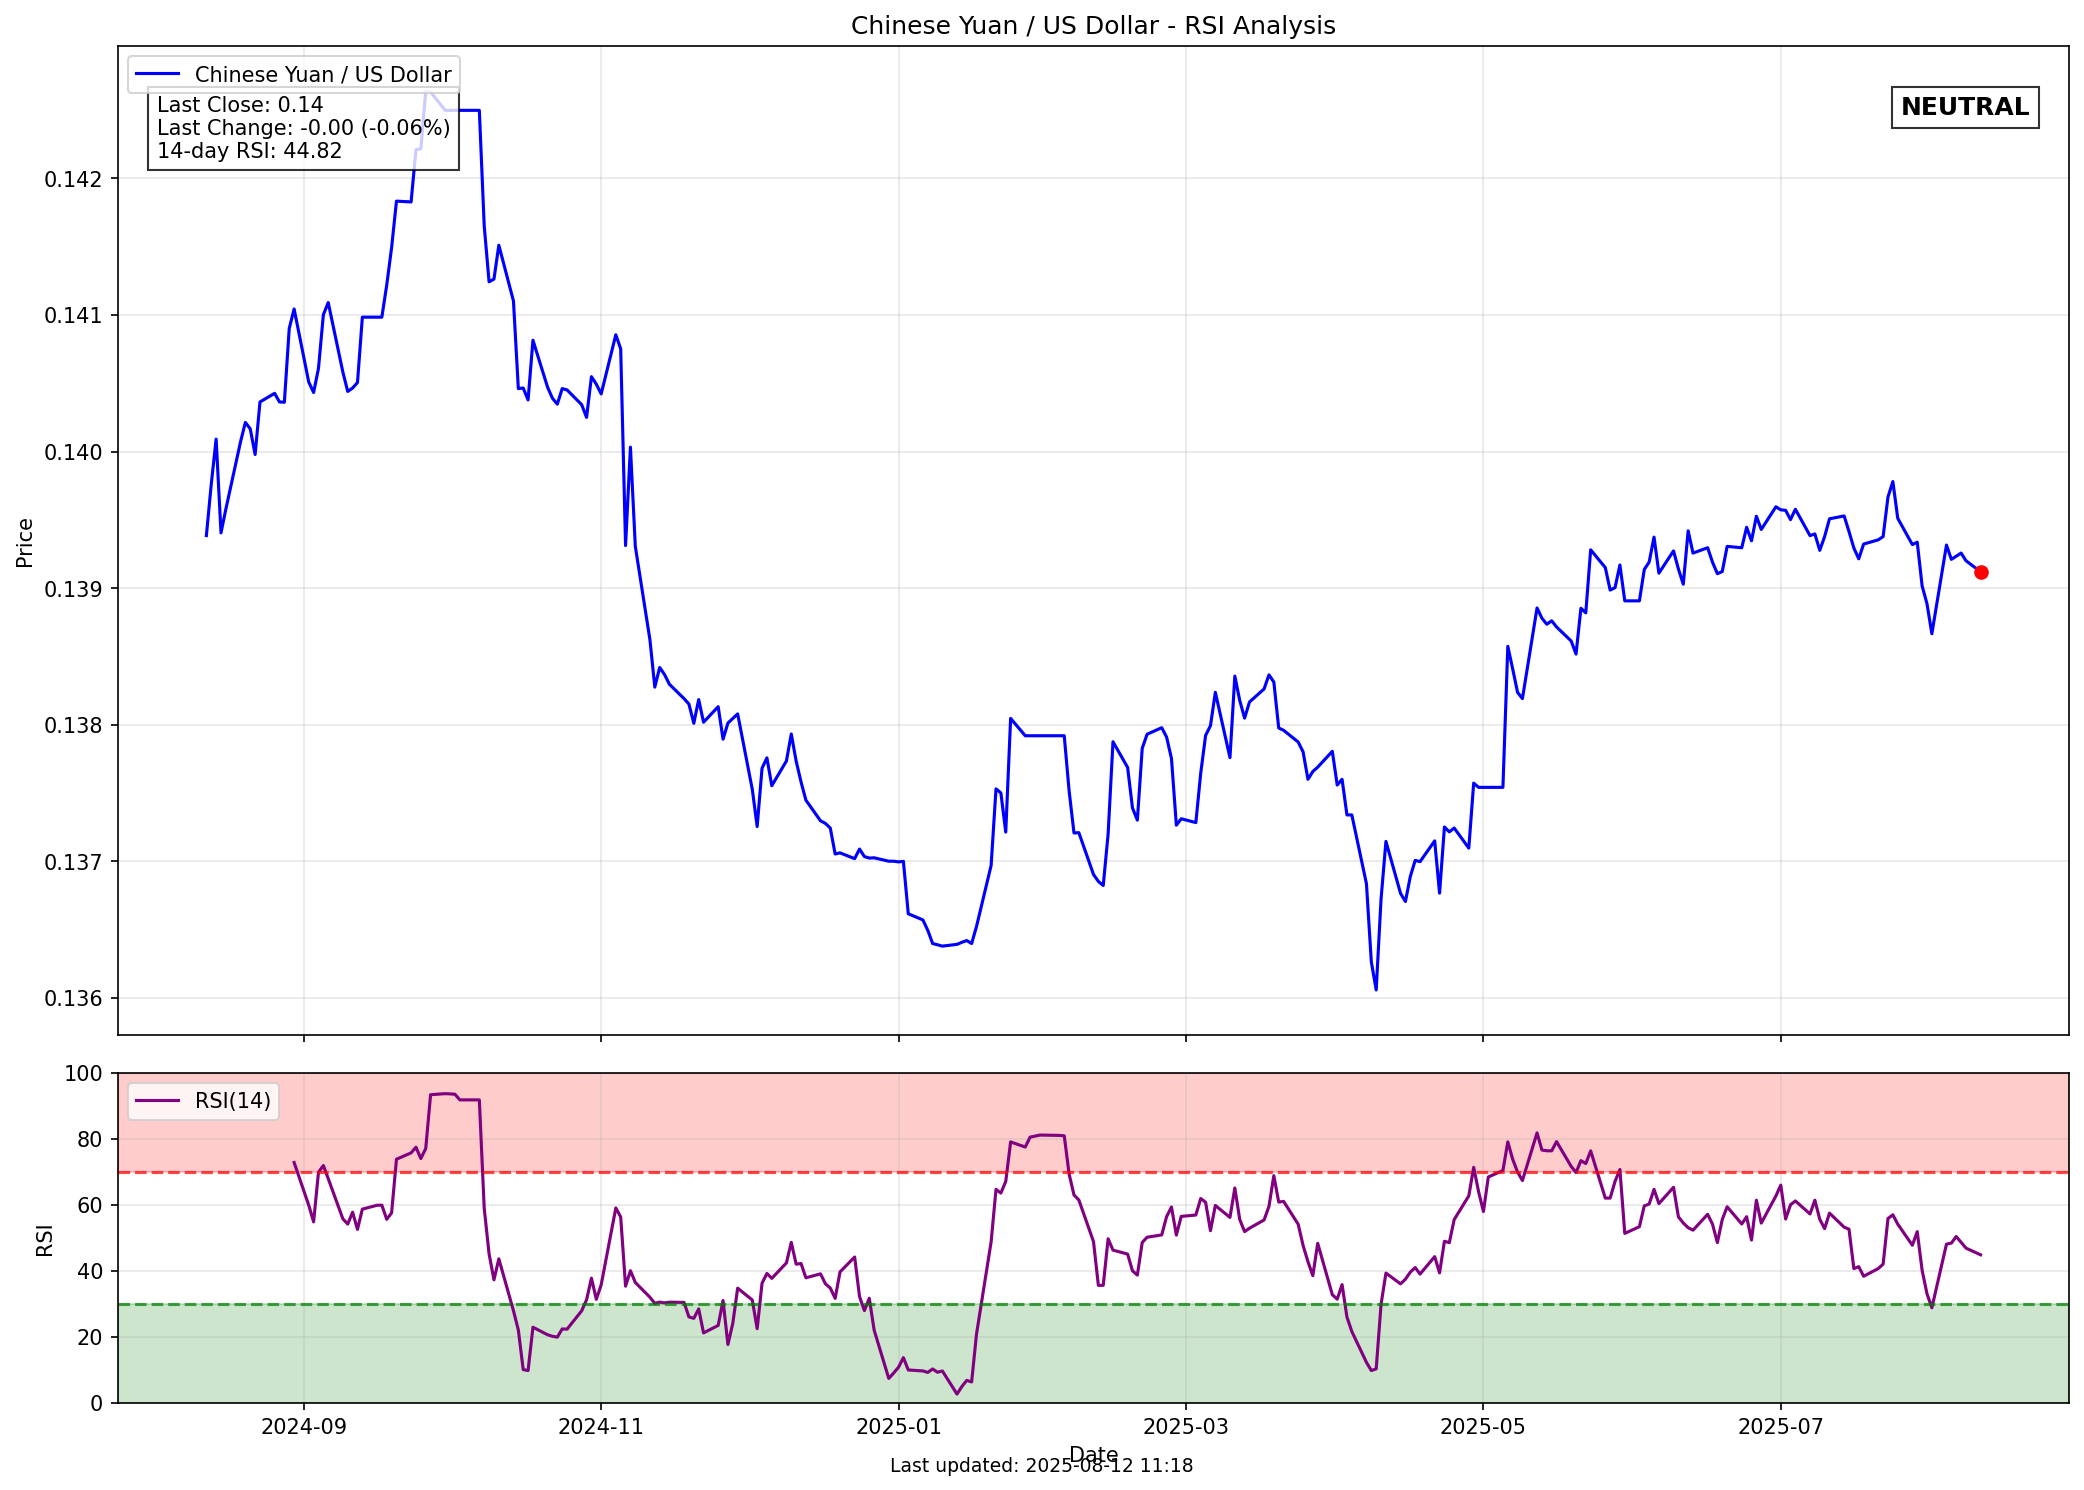 Chinese Yuan / US Dollar - RSI Analysis
Chinese Yuan / US Dollar
Last Close: 0.14
Last Change: -0.00 (-0.06%)
14-day RSI: 44.82
NEUTRAL
Price
0.142
0.141
0.140
0.139
0.138
0.137
0.136
RSI(14)
RSI
100
80
60
40
20
0
2024-09
2024-11
2025-01
2025-03
2025-05
2025-07
Date
Last updated: 2025-08-12 11:18